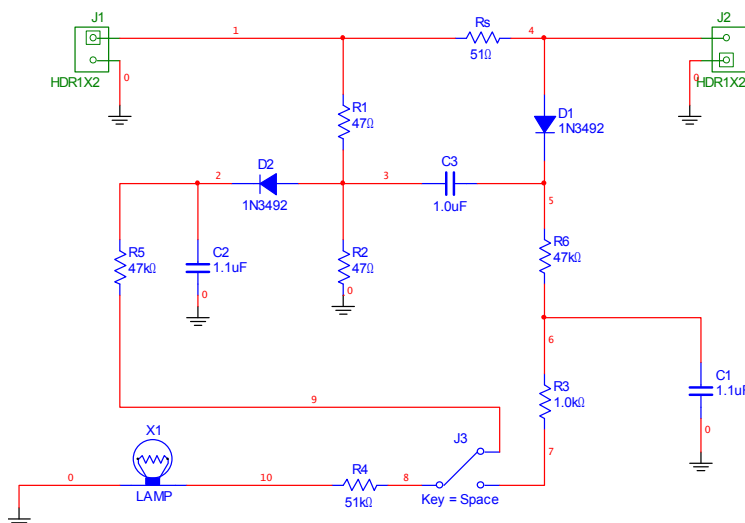 J1
HDR1X2
0
1
Rs
51Ω
4
J2
HDR1X2
0
R1
47Ω
D1
1N3492
2
D2
1N3492
3
C3
1.0uF
5
R5
47kΩ
C2
1.1uF
0
R2
47Ω
0
R6
47kΩ
6
R3
1.0kΩ
C1
1.1uF
0
9
X1
LAMP
0
10
R4
51kΩ
8
J3
Key = Space
7